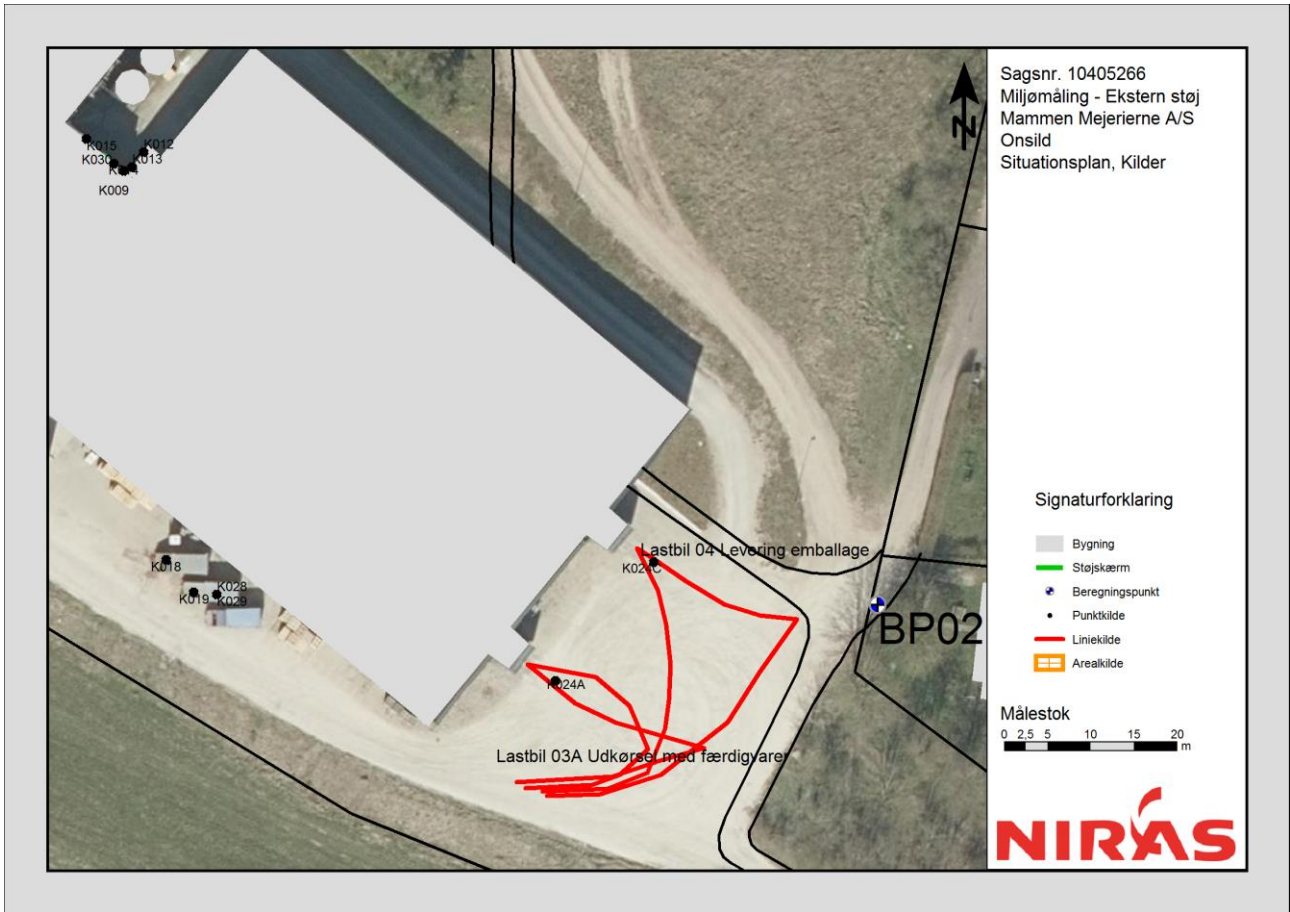 Sagsnr. 10405266
Miljømåling - Ekstern støj
Mammen Mejerierne A/S
Onsild
Situationsplan, Kilder
N
K015
K012
K030
K013
K009
Lastbil 04 Levering emballage
K024C
K018
K028
K019
K029
BP02
K024A
Lastbil 03A Udkørsel med færdigvarer
Signaturforklaring
Bygning
Støjskærm
Beregningspunkt
Punktkilde
Liniekilde
Arealkilde
Målestok
0 2,5 5 10 15 20
m
NIRAS